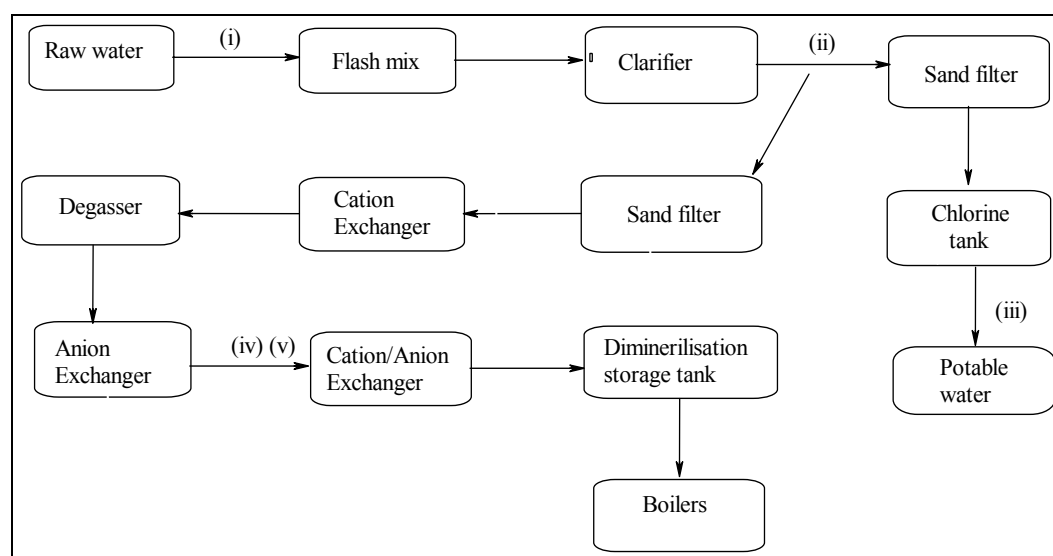 Raw water
(i)
Flash mix
Clarifier
(ii)
Sand filter
Degasser
Cation
Exchanger
Sand filter
Chlorine
tank
(iii)
Anion
Exchanger
(iv) (v)
Cation/Anion
Exchanger
Diminerilisation
storage tank
Potable
water
Boilers